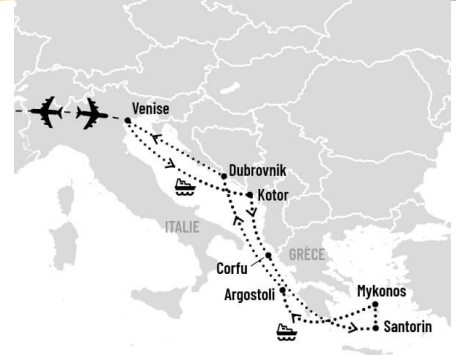 Venise
Dubrovnik
Kotor
ITALIE
GRÈCE
Corfu
Argostoli
Mykonos
Santorin